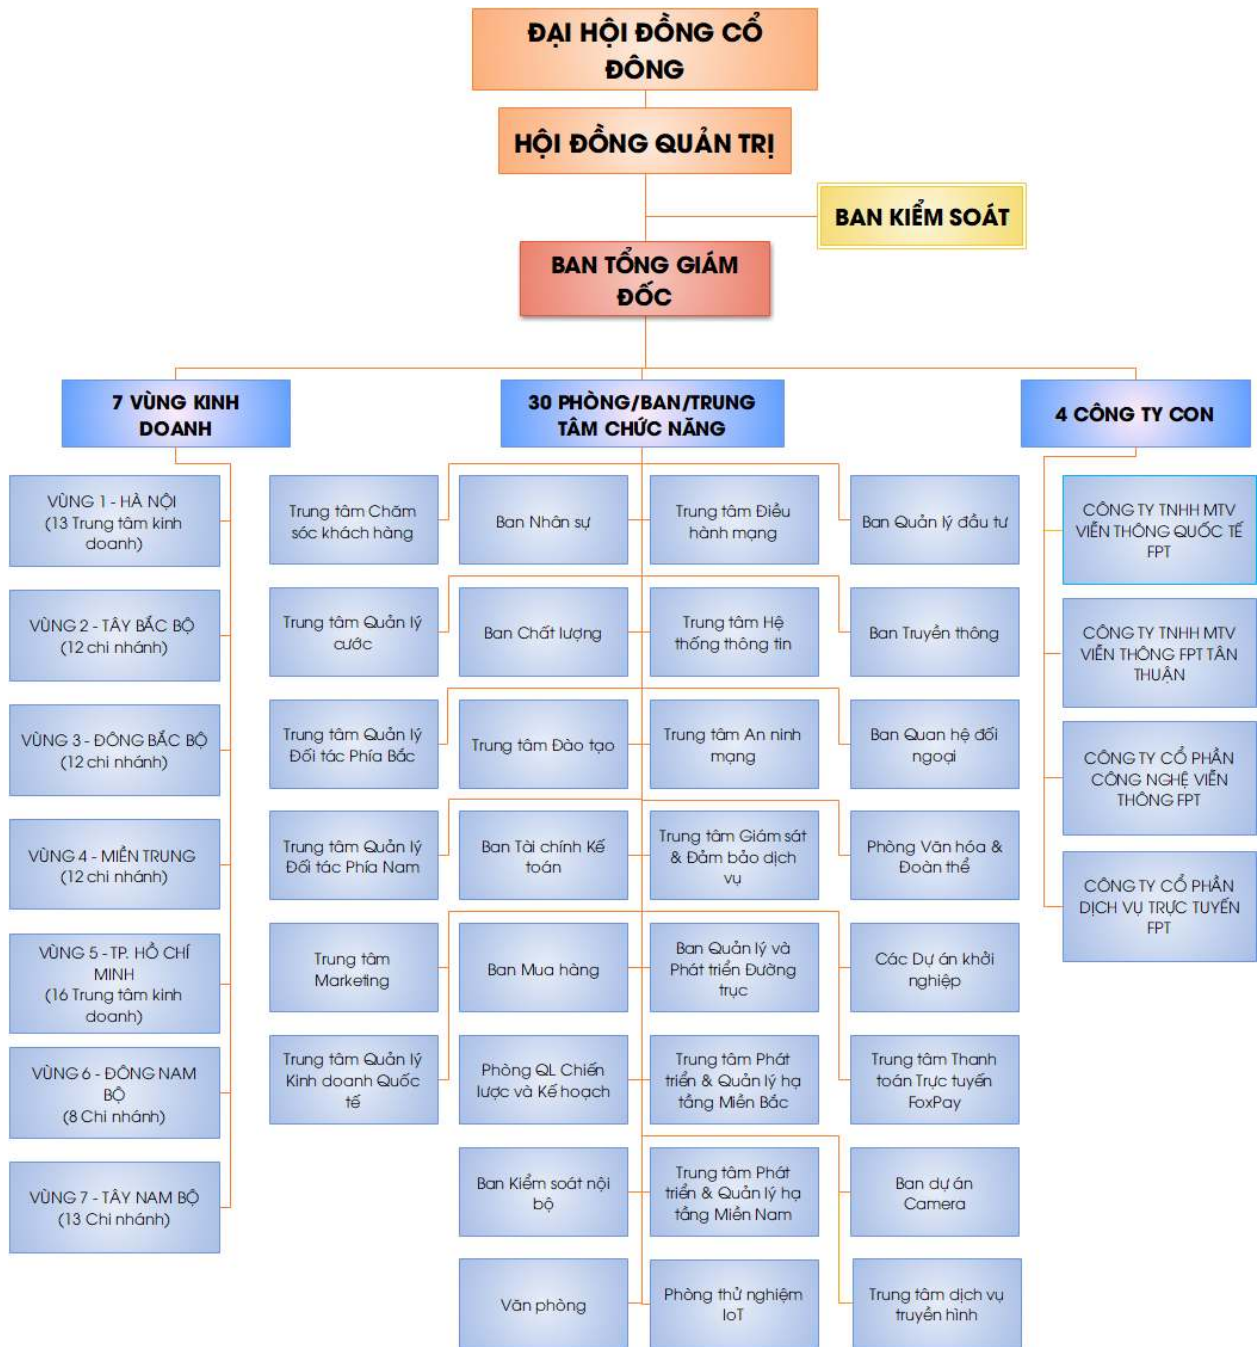 ĐẠI HỘI ĐỒNG CỔ
ĐÔNG
HỘI ĐỒNG QUẢN TRỊ
BAN KIỂM SOÁT
BAN TỔNG GIÁM
ĐỐC
7 VÙNG KINH
DOANH
30 PHÒNG/BAN/TRUNG
TÂM CHỨC NĂNG
4 CÔNG TY CON
VÙNG 1 - HÀ NỘI
(13 Trung tâm kinh
doanh)
VÙNG 2 - TÂY BẮC BỘ
(12 chi nhánh)
VÙNG 3 - ĐÔNG BẮC BỘ
(12 chi nhánh)
VÙNG 4 - MIỀN TRUNG
(12 chi nhánh)
VÙNG 5 - TP. HỒ CHÍ
MINH
(16 Trung tâm kinh
doanh)
VÙNG 6 - ĐÔNG NAM
BỘ
(8 Chi nhánh)
VÙNG 7 - TÂY NAM BỘ
(13 Chi nhánh)
Trung tâm Chăm
sóc khách hàng
Trung tâm Quản lý
cước
Trung tâm Quản lý
Đối tác Phía Bắc
Trung tâm Quản lý
Đối tác Phía Nam
Trung tâm
Marketing
Trung tâm Quản lý
Kinh doanh Quốc
tế
Ban Nhân sự
Ban Chất lượng
Trung tâm Đào tạo
Ban Tài chính Kế
toán
Ban Mua hàng
Phòng QL Chiến
lược và Kế hoạch
Ban Kiểm soát nội
bộ
Văn phòng
Trung tâm Điều
hành mạng
Trung tâm Hệ
thống thông tin
Trung tâm An ninh
mạng
Trung tâm Giám sát
& Đảm bảo dịch
vụ
Ban Quản lý và
Phát triển Đường
trục
Trung tâm Phát
triển & Quản lý hạ
tầng Miền Bắc
Trung tâm Phát
triển & Quản lý hạ
tầng Miền Nam
Phòng thử nghiệm
IoT
Ban Quản lý đầu tư
Ban Truyền thông
Ban Quan hệ đối
ngoại
Phòng Văn hóa &
Đoàn thể
Các Dự án khởi
nghiệp
Trung tâm Thanh
toán Trực tuyến
FoxPay
Ban dự án
Camera
Trung tâm dịch vụ
truyền hình
CÔNG TY TNHH MTV
VIỄN THÔNG QUỐC TẾ
FPT
CÔNG TY TNHH MTV
VIỄN THÔNG FPT TÂN
THUẬN
CÔNG TY CỔ PHẦN
CÔNG NGHỆ VIỄN
THÔNG FPT
CÔNG TY CỔ PHẦN
DỊCH VỤ TRỰC TUYẾN
FPT